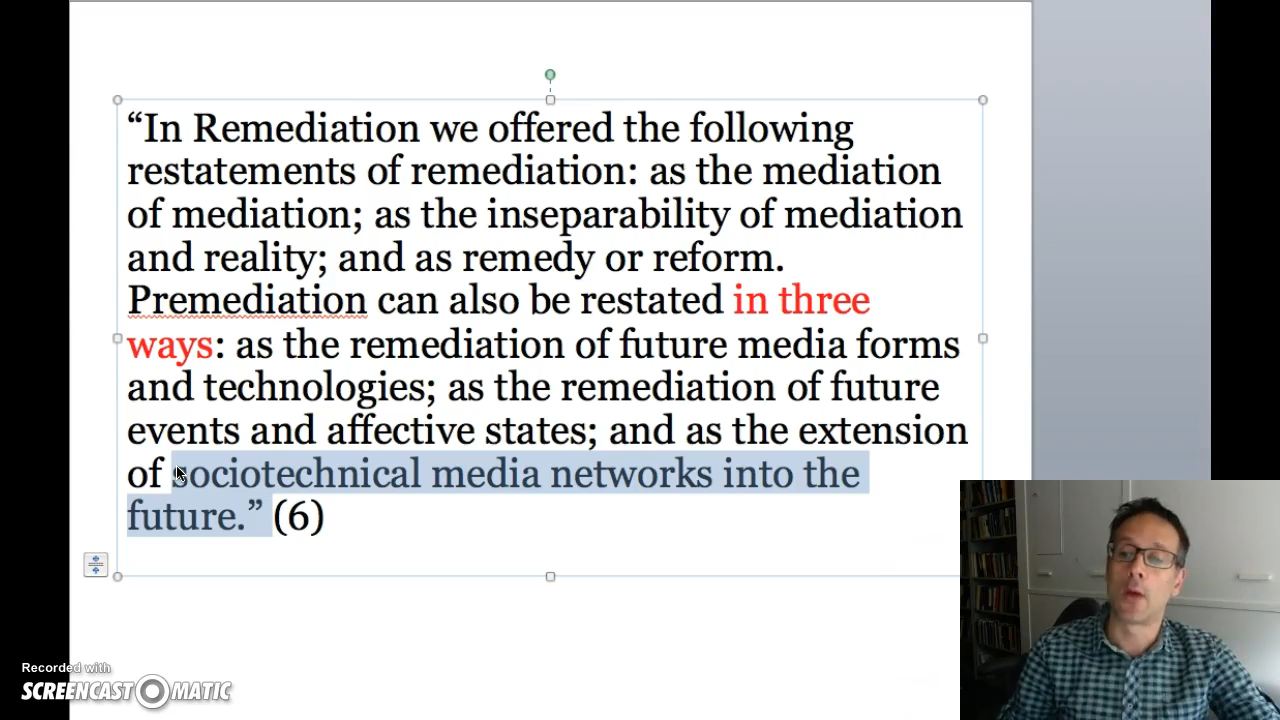 “In Remediation we offered the following
restatements of remediation: as the mediation
of mediation; as the inseparability of mediation
and reality; and as remedy or reform.
Premediation can also be restated in three
ways: as the remediation of future media forms
and technologies; as the remediation of future
events and affective states; and as the extension
of sociotechnical media networks into the
future.” (6)
Recorded with
SCREENCAST MATIC